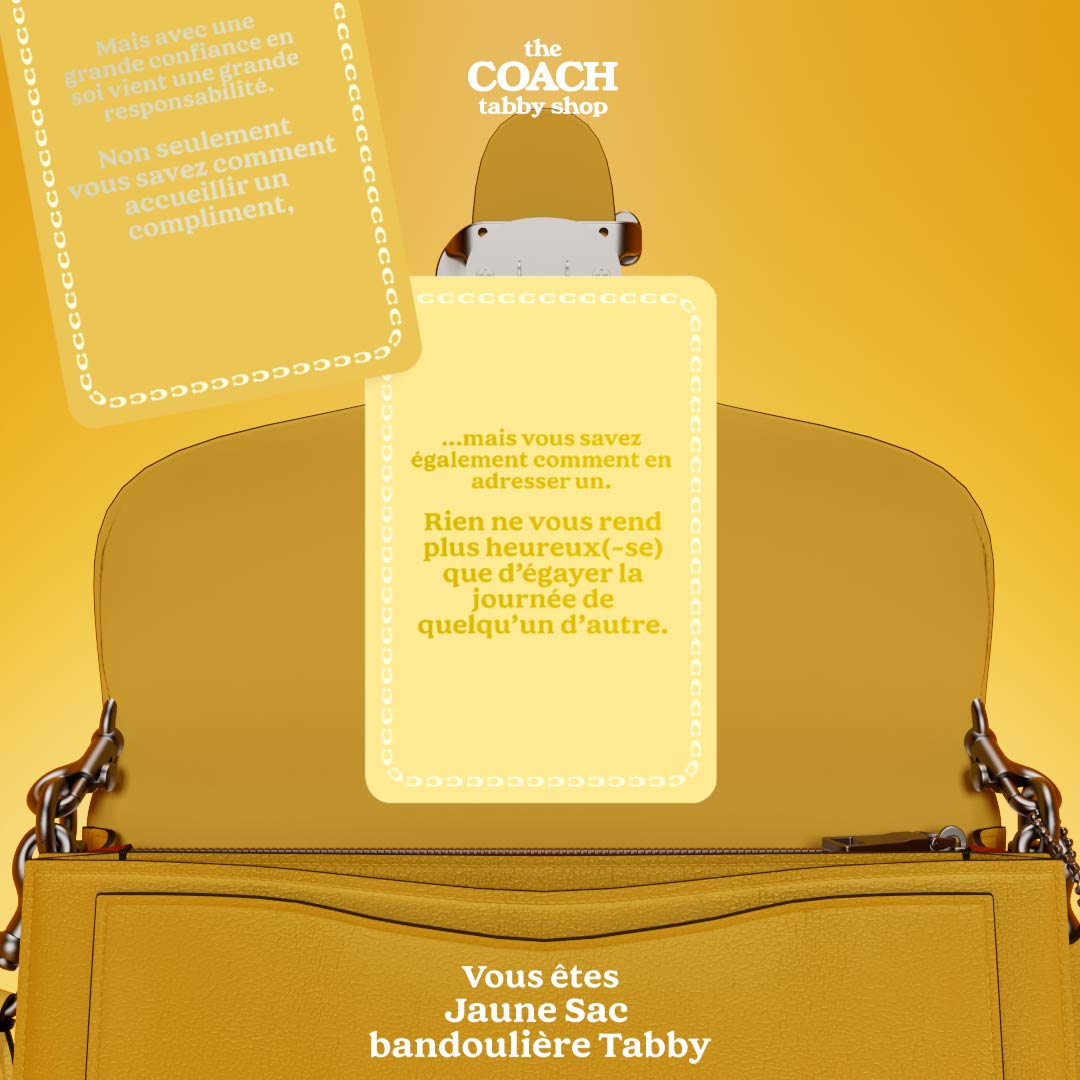 Mais avec une
grande confiance en
soi vient une grande
responsabilité.
Non seulement
vous savez comment
accueillir un
compliment,
the
COACH
tabby shop
...mais vous savez
également comment en
adresser un.
Rien ne vous rend
plus heureux(-se)
que d’égayer la
journée de
quelqu’un d’autre.
Vous êtes
Jaune Sac
bandoulière Tabby